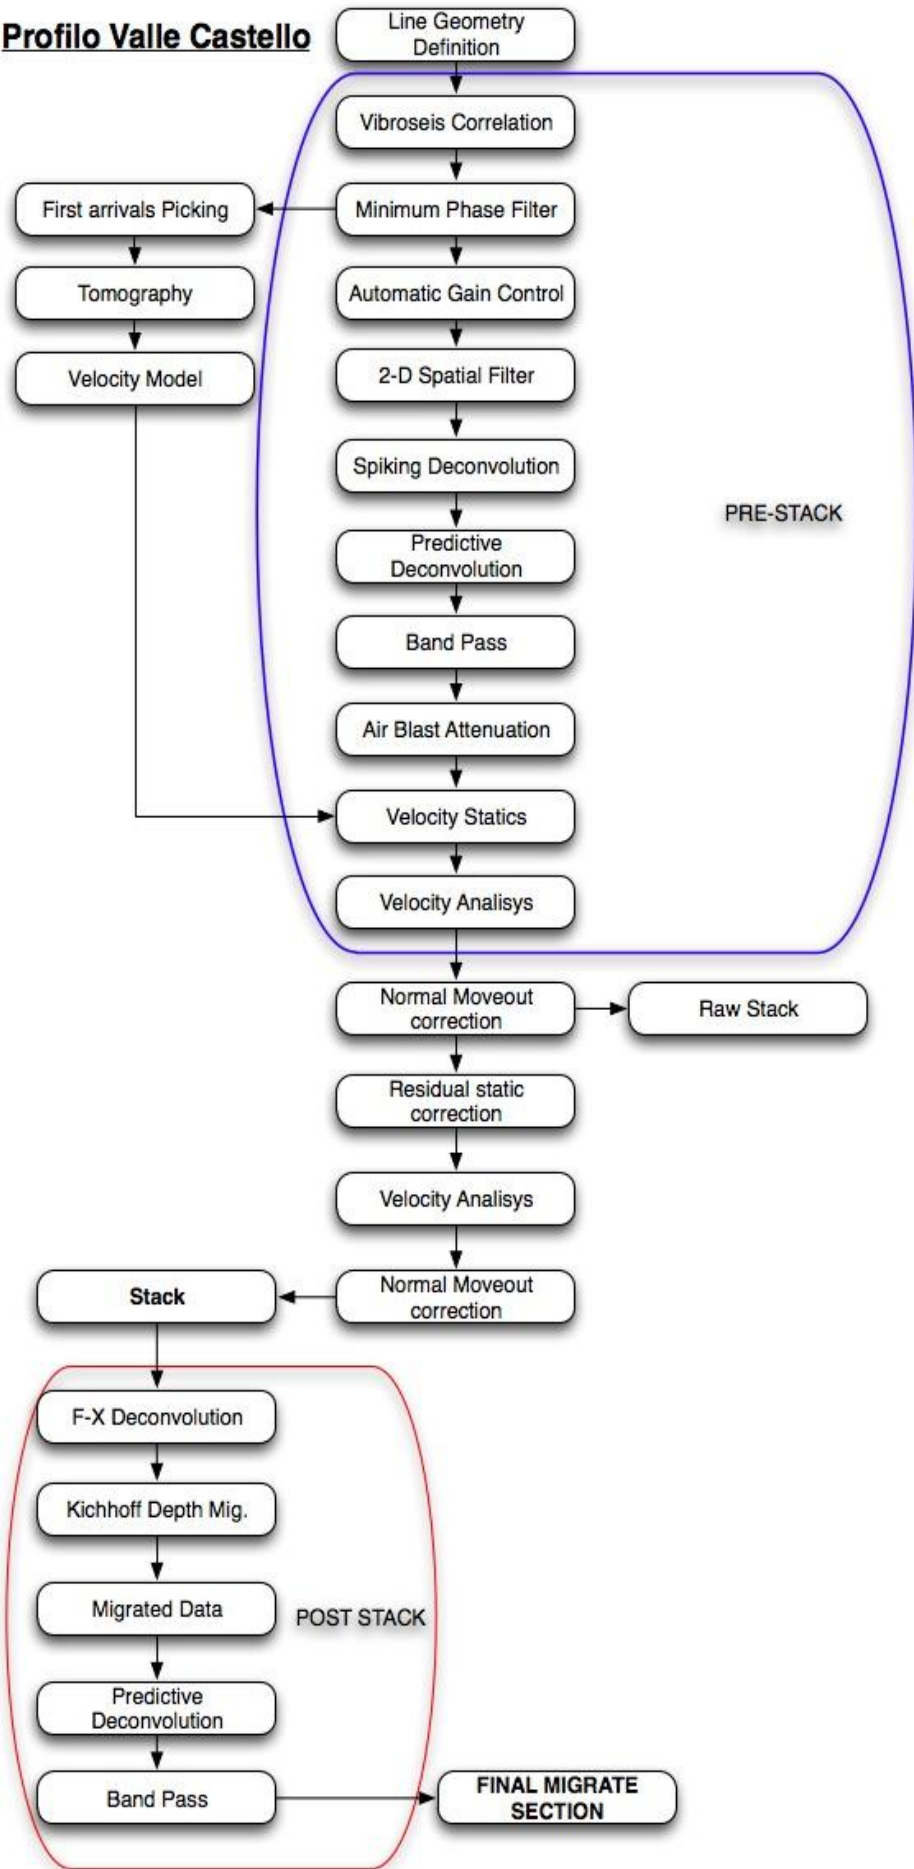 Profilo Valle Castello
Line Geometry
Definition
Vibroseis Correlation
First arrivals Picking
Minimum Phase Filter
Tomography
Automatic Gain Control
Velocity Model
2-D Spatial Filter
Spiking Deconvolution
PRE-STACK
Predictive
Deconvolution
Band Pass
Air Blast Attenuation
Velocity Statics
Velocity Analisys
Normal Moveout
correction
Raw Stack
Residual static
correction
Velocity Analisys
Stack
Normal Moveout
correction
F-X Deconvolution
Kichhoff Depth Mig.
Migrated Data
POST STACK
Predictive
Deconvolution
Band Pass
FINAL MIGRATE
SECTION